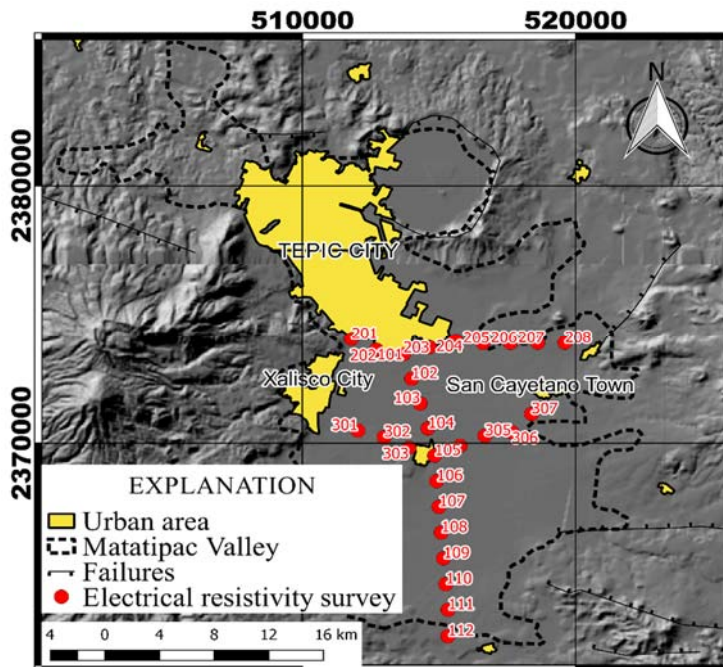 510000 520000
N
2380000
TEPIC CITY
201
202 101 203 204 205 206 207 208
Xalisco City
102
San Cayetano Town
103
307
301
302
104
305
306
303
105
2370000
106
107
108
109
110
111
112
EXPLANATION
Urban area
Matatipac Valley
Failures
Electrical resistivity survey
4 0 4 8 12 16 km